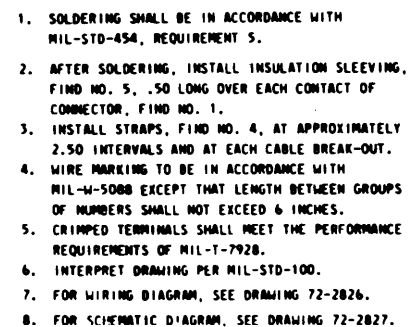 1. SOLDERING SHALL BE IN ACCORDANCE WITH
MIL-STD-454, REQUIREMENT 5.
2. AFTER SOLDERING, INSTALL INSULATION SLEEVING,
FIND NO. 5, .50 LONG OVER EACH CONTACT OF
CONNECTOR, FIND NO. 1.
3. INSTALL STRAPS, FIND NO. 4, AT APPROXIMATELY
2.50 INTERVALS AND AT EACH CABLE BREAK-OUT.
4. WIRE MARKING TO BE IN ACCORDANCE WITH
MIL-W-5088 EXCEPT THAT LENGTH BETWEEN GROUPS
OF NUMBERS SHALL NOT EXCEED 6 INCHES.
5. CRIMPED TERMINALS SHALL MEET THE PERFORMANCE
REQUIREMENTS OF MIL-T-7928.
6. INTERPRET DRAWING PER MIL-STD-100.
7. FOR WIRING DIAGRAM, SEE DRAWING 72-2826.
8. FOR SCHEMATIC DIAGRAM, SEE DRAWING 72-2827.